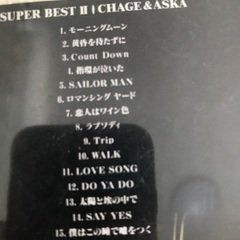 SUPER BEST II CHAGE&ASKA
1. モーニングムーン
2. 黄昏を待たずに
3. Count Down
4. 指環が泣いた
5. SAILOR MAN
6. ロマンシング ヤード
7. 恋人はワイン色
8. ラプソディ
9. Trip
10. WALK
11. LOVE SONG
12. DO YA DO
13. 太陽と埃の中で
14. SAY YES
15. 僕はこの瞳で嘘をつく